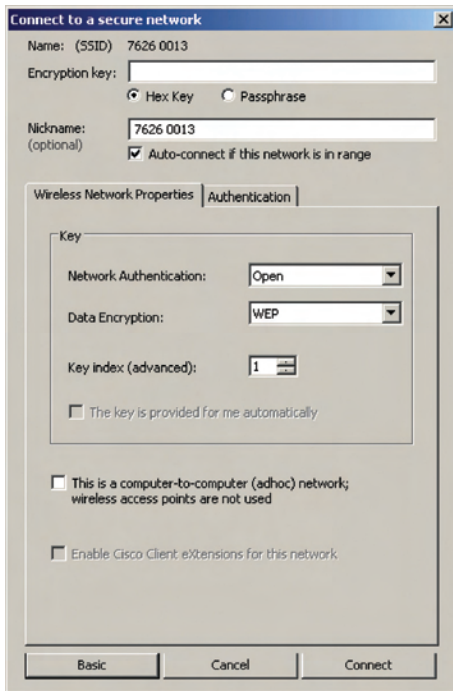 Connect to a secure network
Name: (SSID) 7626 0013
Encryption key:
Hex Key Passphrase
Nickname: 7626 0013
(optional)
Auto-connect if this network is in range
Wireless Network Properties Authentication
Key
Network Authentication: Open
Data Encryption: WEP
Key index (advanced): 1
The key is provided for me automatically
This is a computer-to-computer (adhoc) network;
wireless access points are not used
Enable Cisco Client eXtensions for this network
Basic Cancel Connect